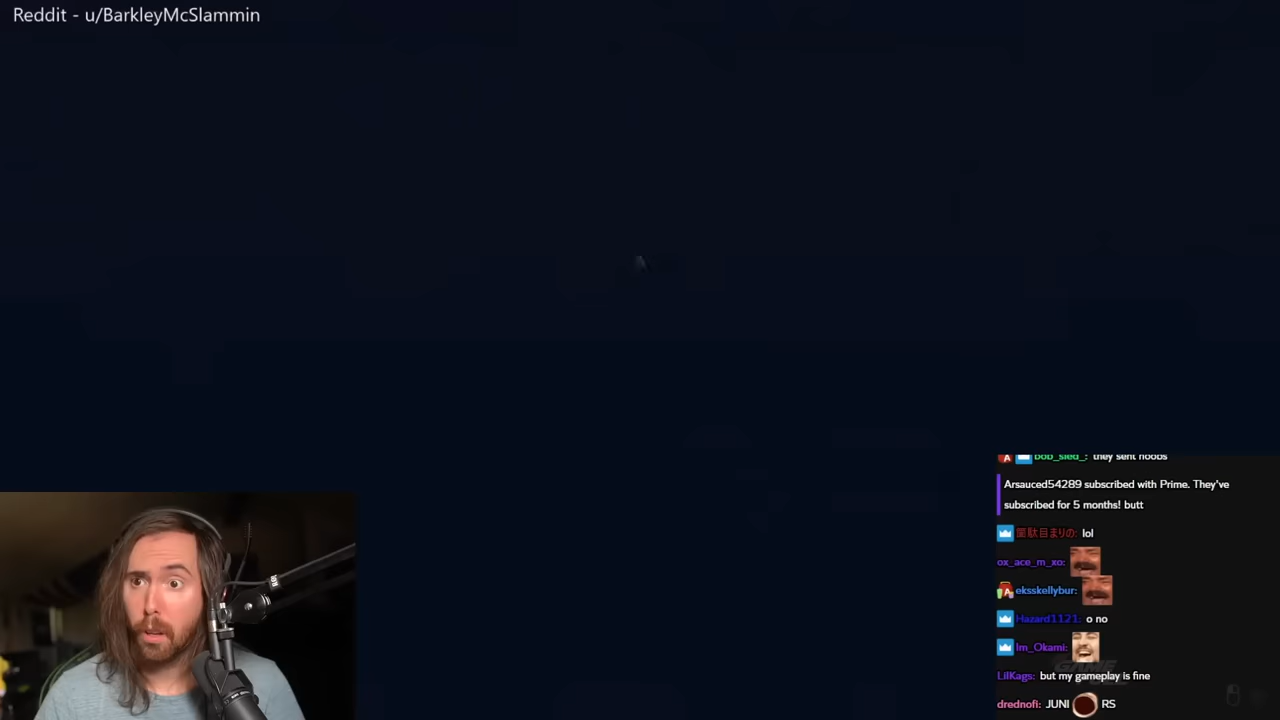 Reddit - u/BarkleyMcSlammin
bob_sled_: they sent noobs
Arsauced54289 subscribed with Prime. They've
subscribed for 5 months! butt
lol
ox_ace_m_xo:
eksskellybur:
Hazard1121: o no
Im_Okami:
LilKags: but my gameplay is fine
drednofi: JUNI RS